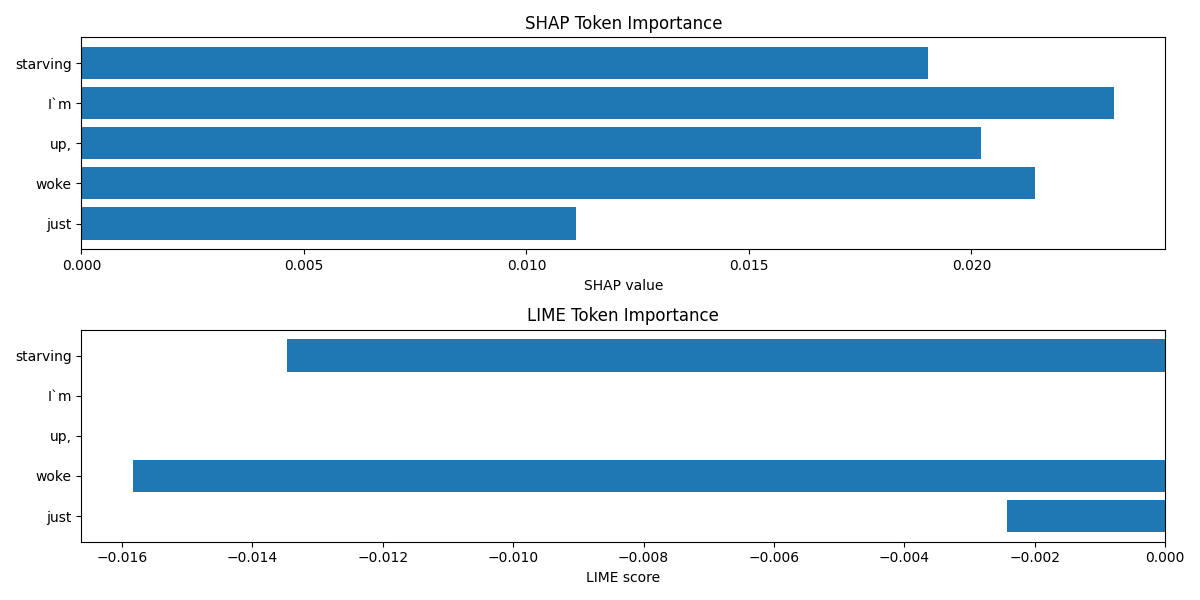 SHAP Token Importance
starving
I`m
up,
woke
just
0.000 0.005 0.010 0.015 0.020
SHAP value
LIME Token Importance
starving
I`m
up,
woke
just
−0.016 −0.014 −0.012 −0.010 −0.008 −0.006 −0.004 −0.002 0.000
LIME score